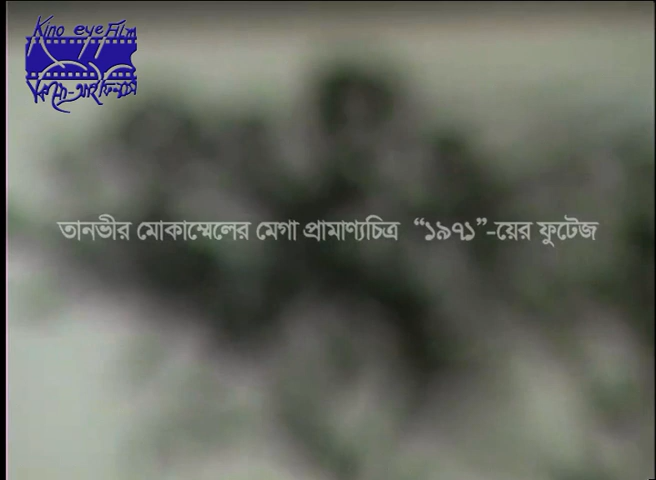 Kino eye Film
কিনো-আই ফিল্মস
তানভীর মোকাম্মেলের মেগা প্রামাণ্যচিত্র “১৯৭১”-য়ের ফুটেজ